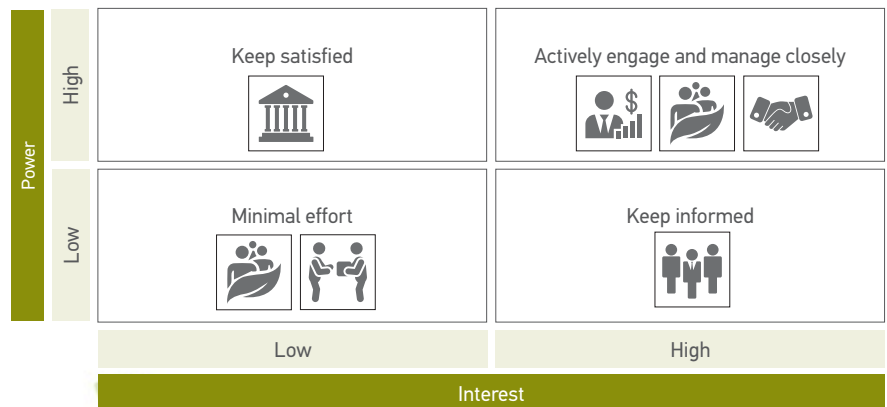 Power
High
Keep satisfied
Actively engage and manage closely
$
Low
Minimal effort
Keep informed
Low
High
Interest